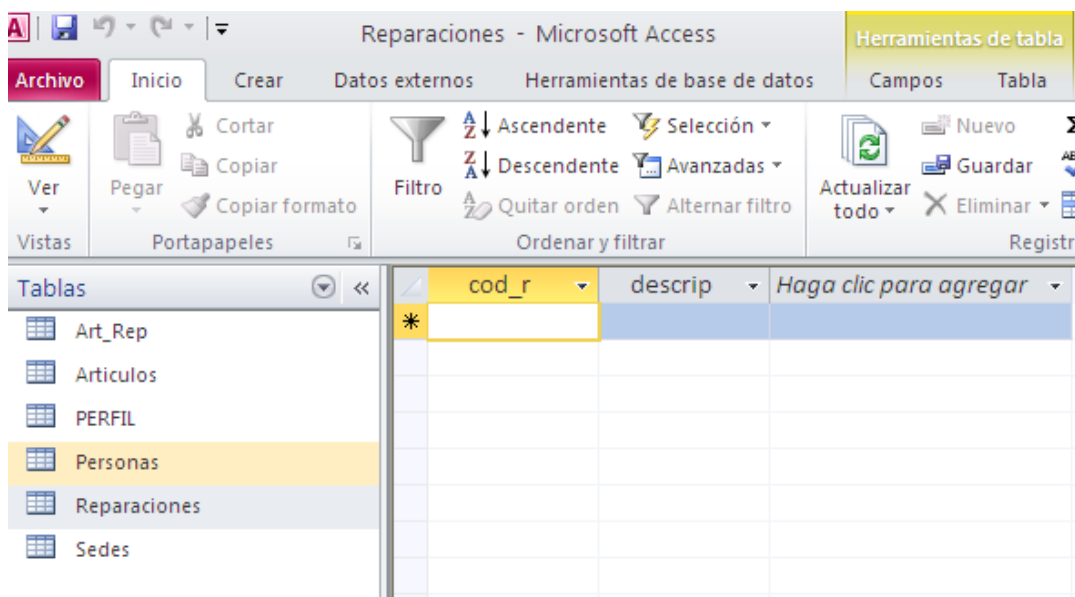 A Reparaciones - Microsoft Access Herramientas de tabla
Archivo Inicio Crear Datos externos Herramientas de base de datos Campos Tabla
Ver
Vistas
Pegar
Cortar
Copiar
Copiar formato
Portapapeles
Filtro
Ascendente
Descendente
Quitar orden
Selección
Avanzadas
Alternar filtro
Ordenar y filtrar
Actualizar
todo
Nuevo
Guardar
Eliminar
Registr
Tablas
Art_Rep
Articulos
PERFIL
Personas
Reparaciones
Sedes
cod_r descrip Haga clic para agregar